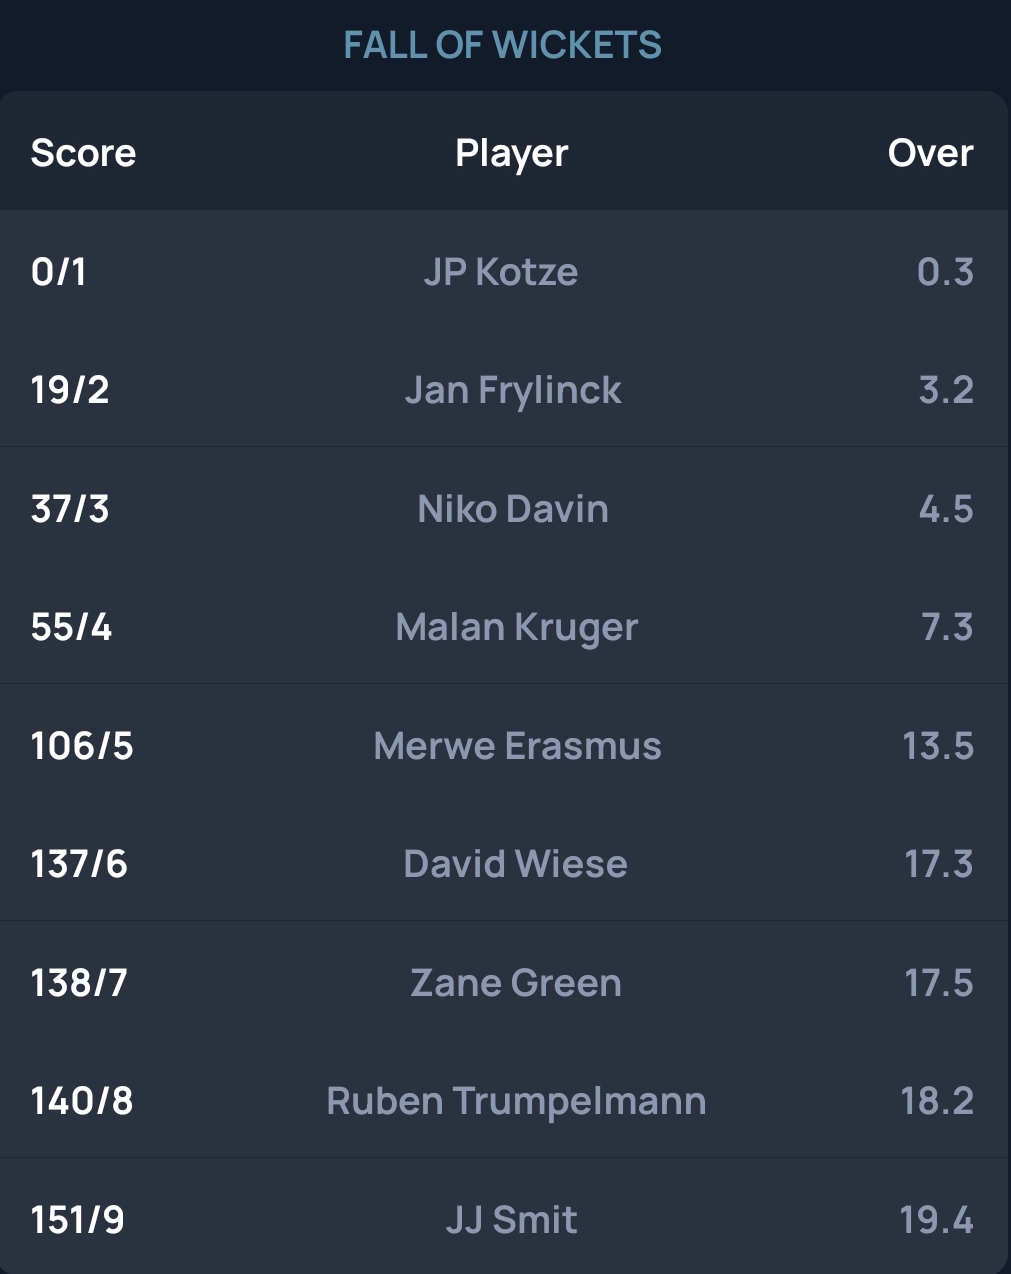 FALL OF WICKETS
Score Player Over
0/1 JP Kotze 0.3
19/2 Jan Frylinck 3.2
37/3 Niko Davin 4.5
55/4 Malan Kruger 7.3
106/5 Merwe Erasmus 13.5
137/6 David Wiese 17.3
138/7 Zane Green 17.5
140/8 Ruben Trumpelmann 18.2
151/9 JJ Smit 19.4